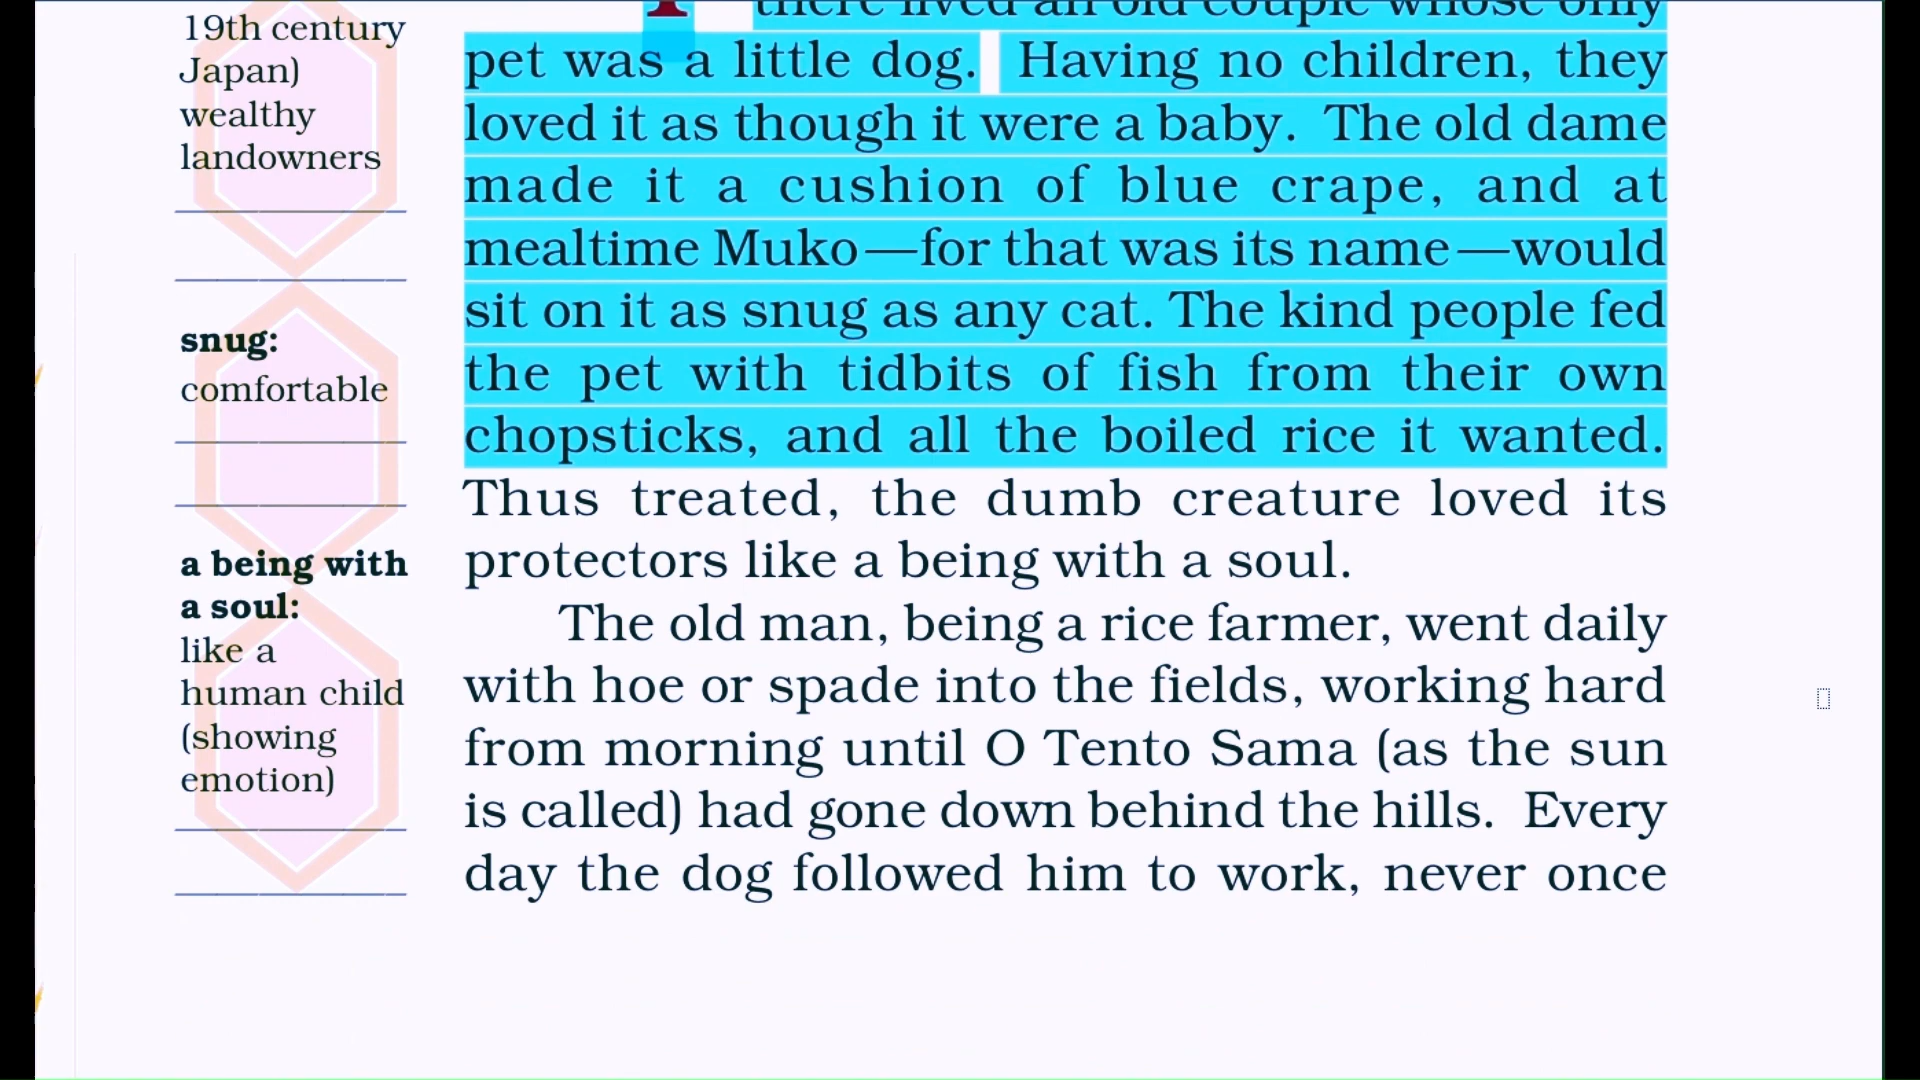 19th century
Japan)
wealthy
landowners
snug:
comfortable
a being with
a soul:
like a
human child
(showing
emotion)
there lived an old couple whose only
pet was a little dog. Having no children, they
loved it as though it were a baby. The old dame
made it a cushion of blue crape, and at
mealtime Muko—for that was its name—would
sit on it as snug as any cat. The kind people fed
the pet with tidbits of fish from their own
chopsticks, and all the boiled rice it wanted.
Thus treated, the dumb creature loved its
protectors like a being with a soul.
The old man, being a rice farmer, went daily
with hoe or spade into the fields, working hard
from morning until O Tento Sama (as the sun
is called) had gone down behind the hills. Every
day the dog followed him to work, never once